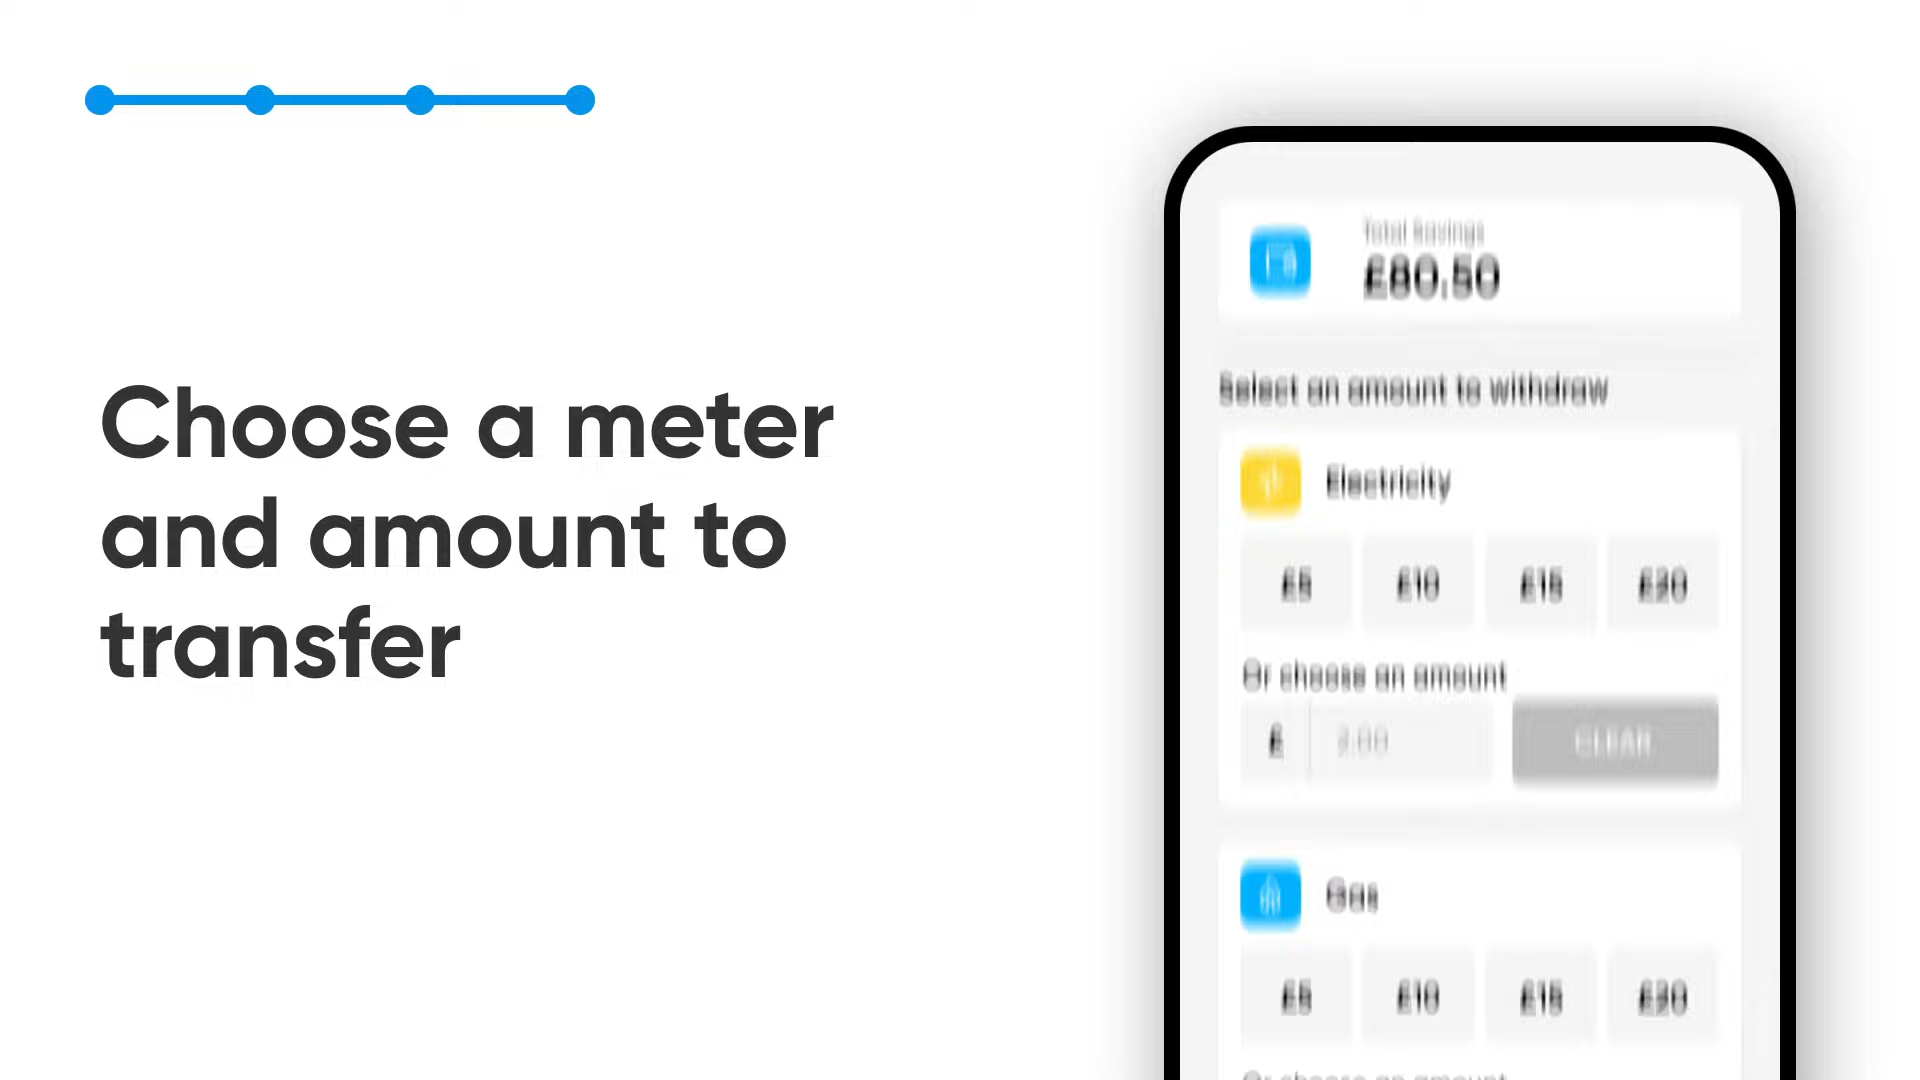 Choose a meter
and amount to
transfer
Total Savings
£80.50
Select an amount to withdraw
Electricity
£5 £10 £15 £20
Or choose an amount
£ CLEAR
Gas
£5 £10 £15 £20
Or choose an amount